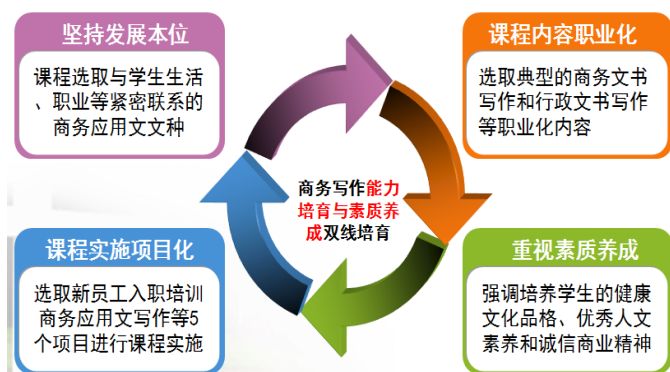 坚持发展本位
课程选取与学生生活
、职业等紧密联系的
商务应用文文种
课程内容职业化
选取典型的商务文书
写作和行政文书写作
等职业化内容
商务写作能力
培育与素质养
成双线培育
课程实施项目化
选取新员工入职培训
商务应用文写作等5
个项目进行课程实施
重视素质养成
强调培养学生的健康
文化品格、优秀人文
素养和诚信商业精神